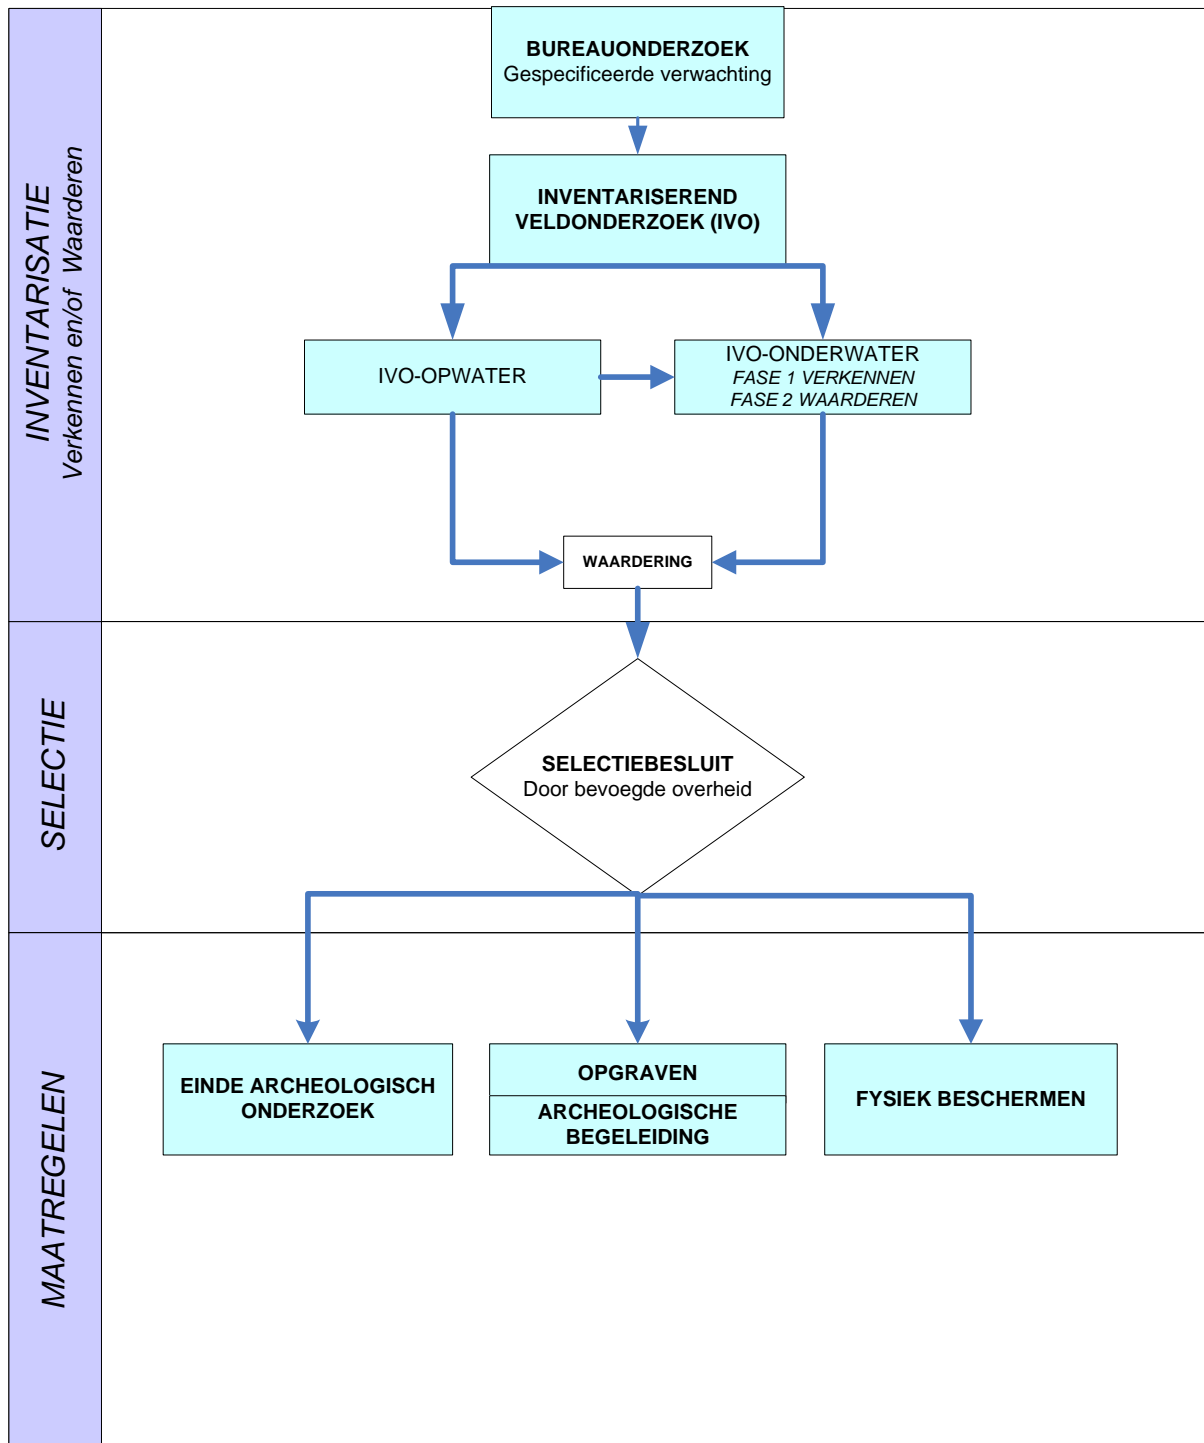 INVENTARISATIE
Verkennen en/of Waarderen
BUREAUONDERZOEK
Gespecificeerde verwachting
INVENTARISEREND
VELDONDERZOEK (IVO)
IVO-OPWATER
IVO-ONDERWATER
FASE 1 VERKENNEN
FASE 2 WAARDEREN
WAARDERING
SELECTIE
SELECTIEBESLUIT
Door bevoegde overheid
MAATREGELEN
EINDE ARCHEOLOGISCH
ONDERZOEK
OPGRAVEN
ARCHEOLOGISCHE
BEGELEIDING
FYSIEK BESCHERMEN